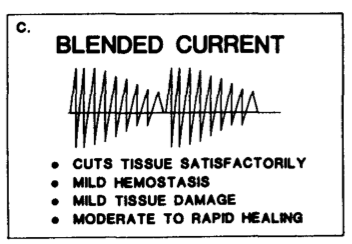 C.
BLENDED CURRENT
• CUTS TISSUE SATISFACTORILY
• MILD HEMOSTASIS
• MILD TISSUE DAMAGE
• MODERATE TO RAPID HEALING